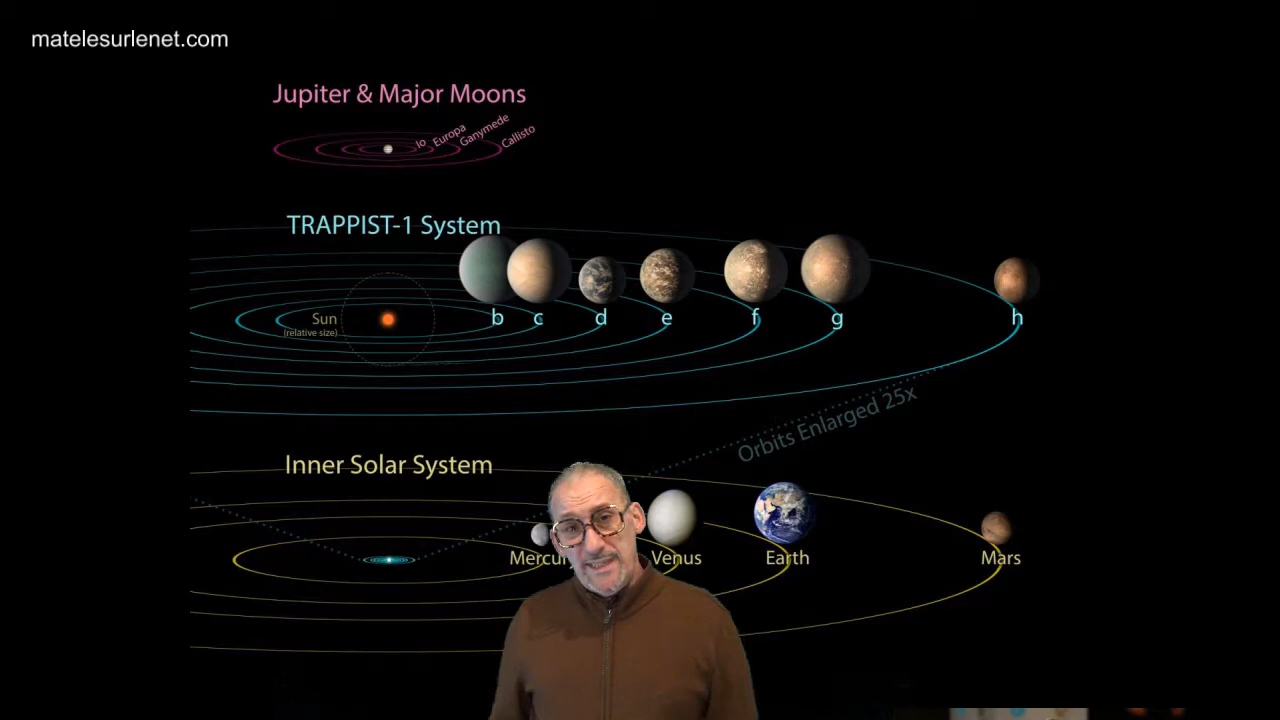 matelesurlenet.com
Jupiter & Major Moons
Io
Europa
Ganymede
Callisto
TRAPPIST-1 System
Sun
(relative size)
b c d e f g h
Orbits Enlarged 25x
Inner Solar System
Mercury Venus Earth Mars